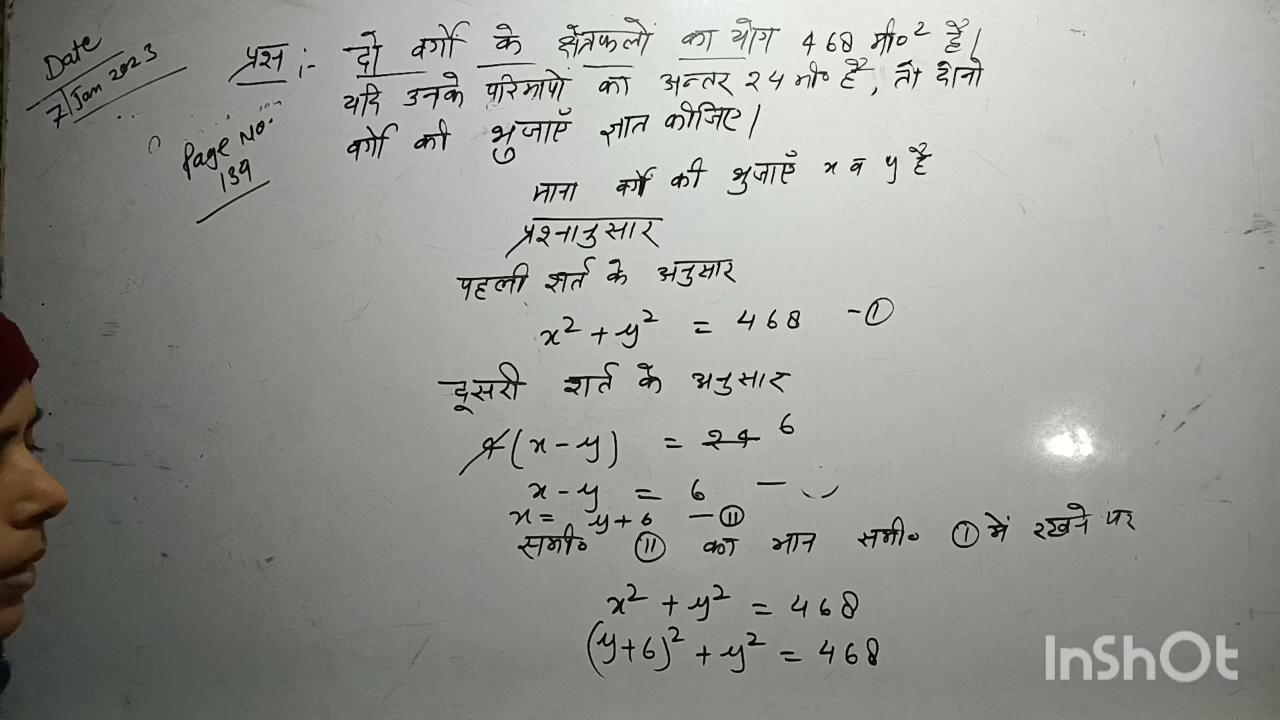 Date
7 Jan 2023
Page No.
139
प्रश्न :- दो वर्गों के क्षेत्रफलों का योग 468 मी०² है।
यदि उनके परिमापों का अन्तर 24 मी० है, तो दोनो
वर्गो की भुजाएँ ज्ञात कीजिए।
माना वर्गो की भुजाएँ x व y है
प्रश्नानुसार
पहली शर्त के अनुसार
x² + y² = 468 - ①
दूसरी शर्त के अनुसार
4(x - y) = 24 6
x - y = 6 -
x = y + 6 - ⑪
समी० ⑪ का मान समी० ① में रखने पर
x² + y² = 468
(y+6)² + y² = 468
InShOt